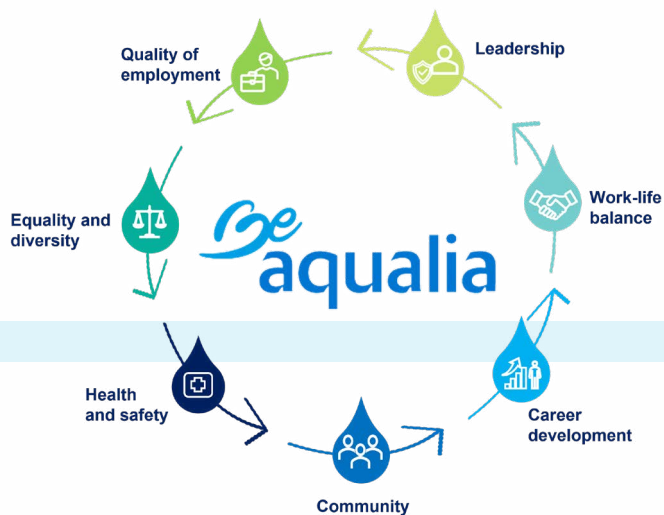 Leadership
Quality of
employment
Work-life
balance
Equality and
diversity
Be
aqualia
Health
and safety
Career
development
Community